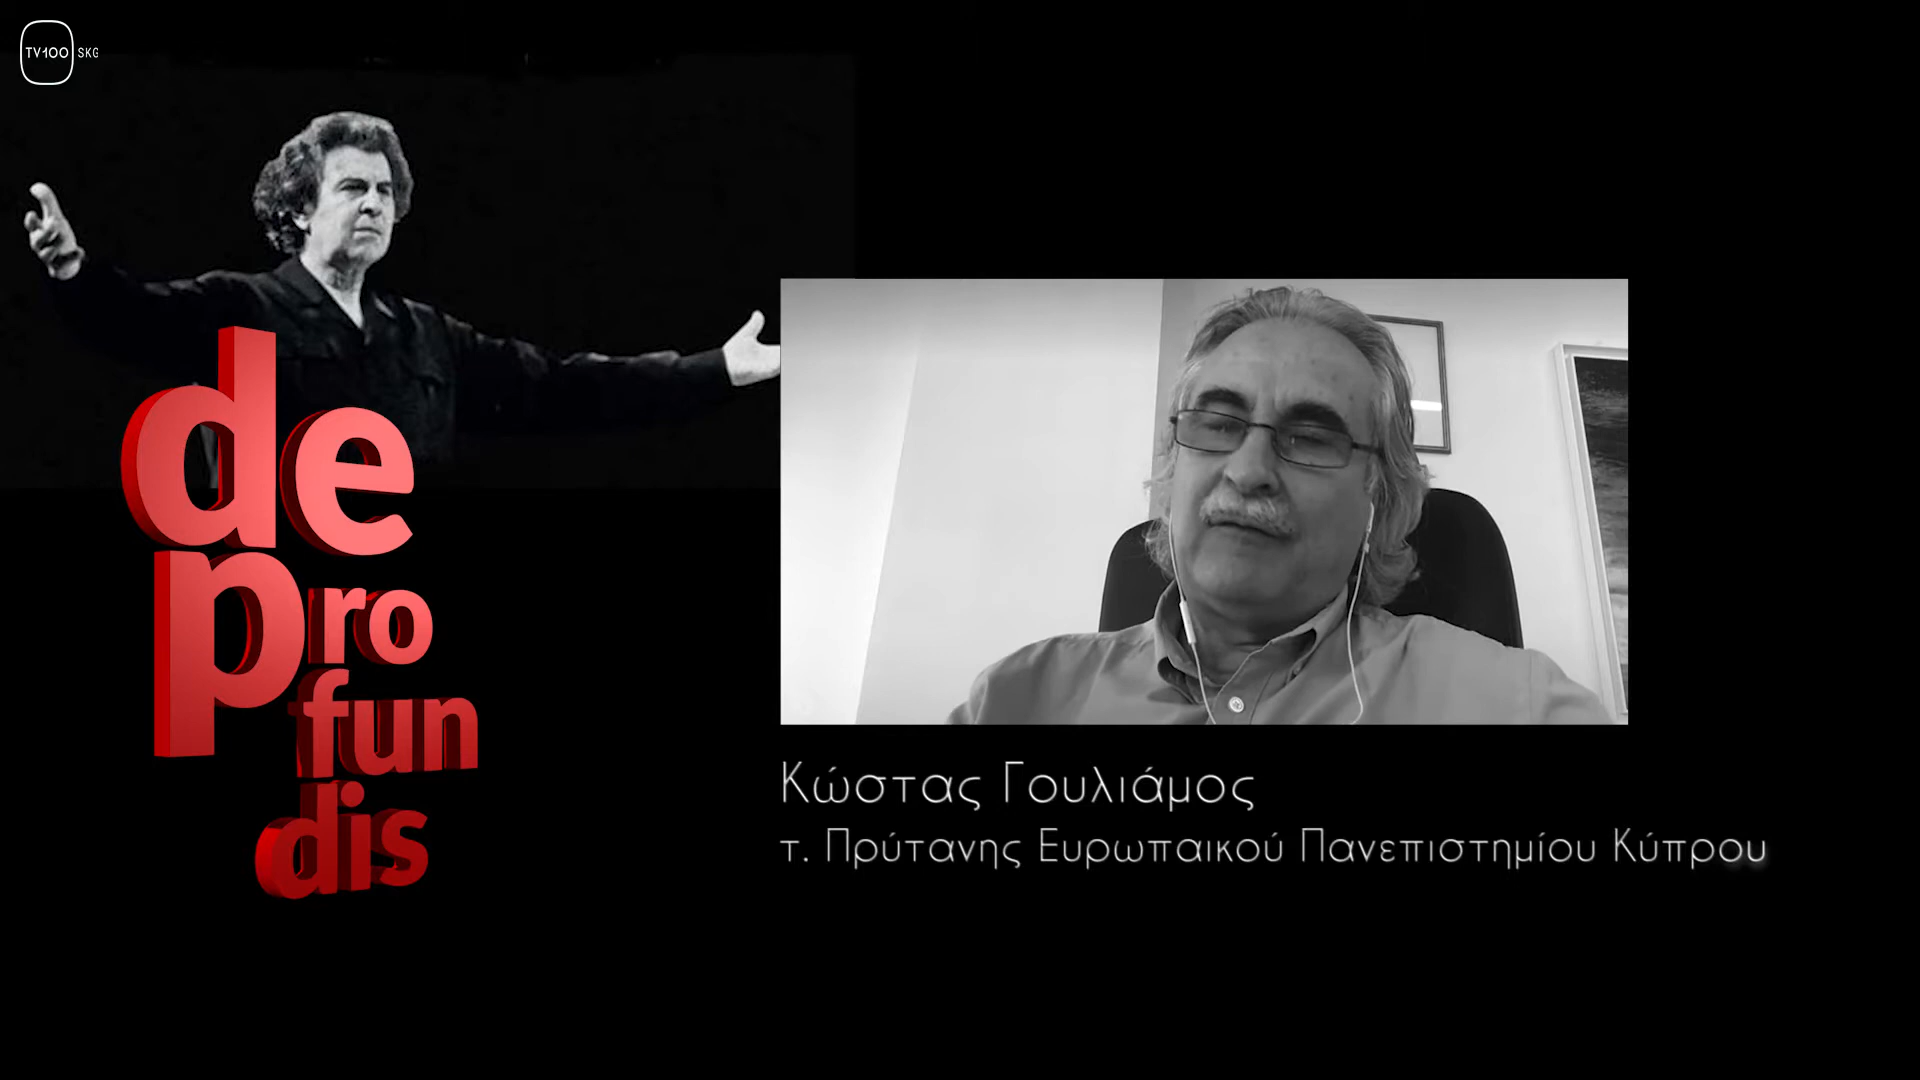 TV100 SKG
de
pro
fun
dis
Κώστας Γουλιάμος
τ. Πρύτανης Ευρωπαικού Πανεπιστημίου Κύπρου